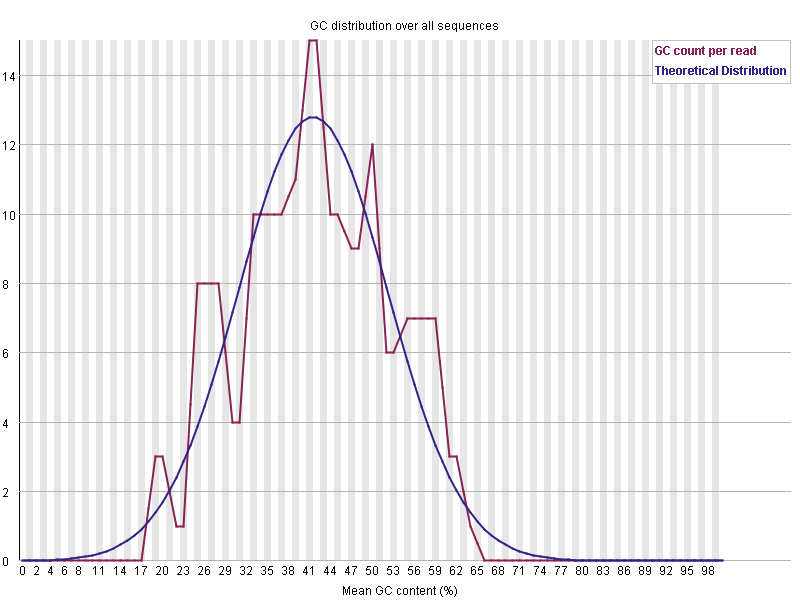 GC distribution over all sequences
GC count per read
Theoretical Distribution
14
12
10
8
6
4
2
0
0 2 4 6 8 11 14 17 20 23 26 29 32 35 38 41 44 47 50 53 56 59 62 65 68 71 74 77 80 83 86 89 92 95 98
Mean GC content (%)